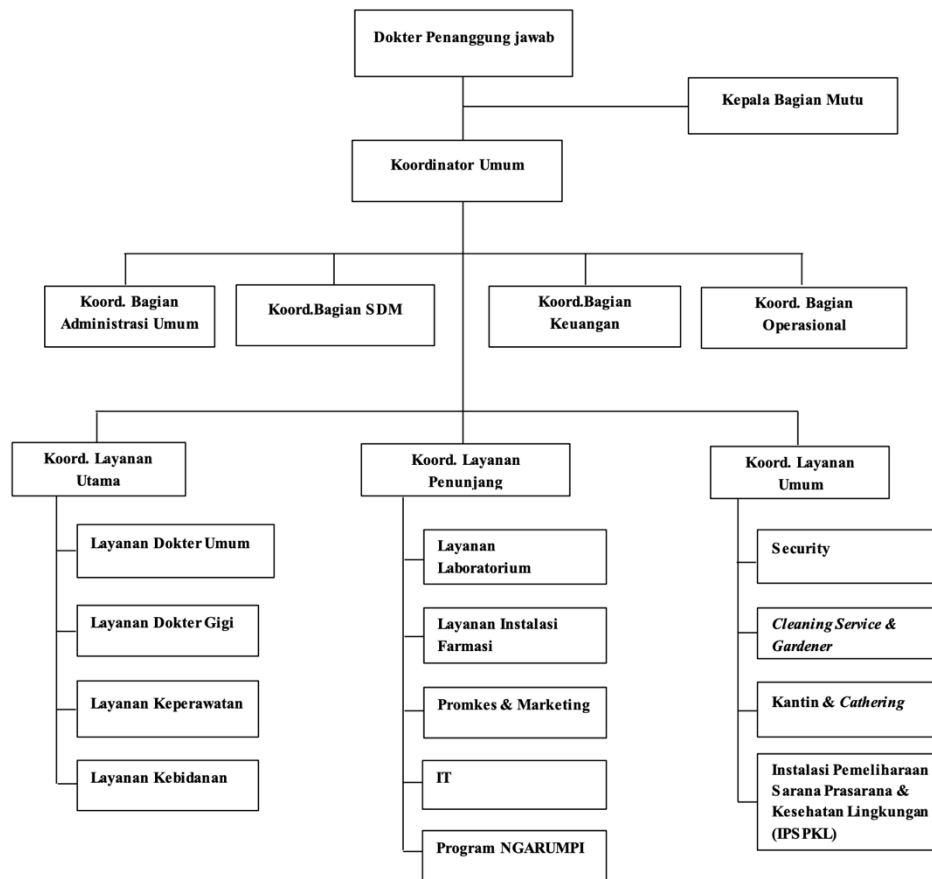 Dokter Penanggung jawab
Kepala Bagian Mutu
Koordinator Umum
Koord. Bagian
Administrasi Umum
Koord.Bagian SDM
Koord.Bagian
Keuangan
Koord. Bagian
Operasional
Koord. Layanan
Utama
Layanan Dokter Umum
Layanan Dokter Gigi
Layanan Keperawatan
Layanan Kebidanan
Koord. Layanan
Penunjang
Layanan
Laboratorium
Layanan Instalasi
Farmasi
Promkes & Marketing
IT
Program NGARUMPI
Koord. Layanan
Umum
Security
Cleaning Service &
Gardener
Kantin & Cathering
Instalasi Pemeliharaan
Sarana Prasarana &
Kesehatan Lingkungan
(IPSPKL)